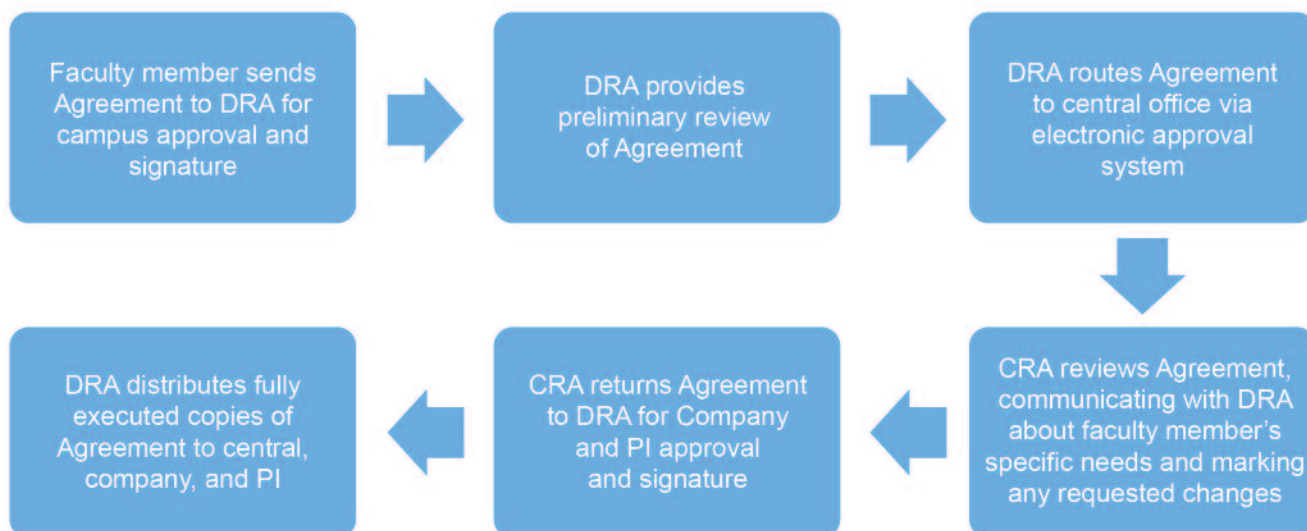 Faculty member sends
Agreement to DRA for
campus approval and
signature
DRA provides
preliminary review
of Agreement
DRA routes Agreement
to central office via
electronic approval
system
CRA reviews Agreement,
communicating with DRA
about faculty member’s
specific needs and marking
any requested changes
CRA returns Agreement
to DRA for Company
and PI approval
and signature
DRA distributes fully
executed copies of
Agreement to central,
company, and PI